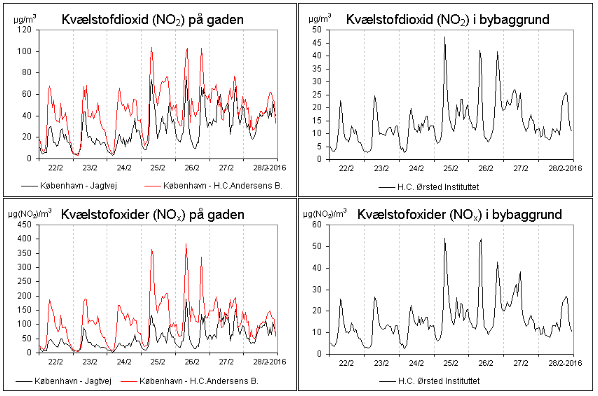 Kvælstofdioxid (NO2) på gaden
µg/m3
120
100
80
60
40
20
0
22/2 23/2 24/2 25/2 26/2 27/2 28/2-2016
København - Jagtvej København - H.C.Andersens B.
Kvælstofdioxid (NO2) i bybaggrund
µg/m3
50
45
40
35
30
25
20
15
10
5
0
22/2 23/2 24/2 25/2 26/2 27/2 28/2-2016
H.C. Ørsted Instituttet
Kvælstofoxider (NOx) på gaden
µg(NO2)/m3
450
400
350
300
250
200
150
100
50
0
22/2 23/2 24/2 25/2 26/2 27/2 28/2-2016
København - Jagtvej København - H.C.Andersens B.
Kvælstofoxider (NOx) i bybaggrund
µg(NO2)/m3
60
50
40
30
20
10
0
22/2 23/2 24/2 25/2 26/2 27/2 28/2-2016
H.C. Ørsted Instituttet